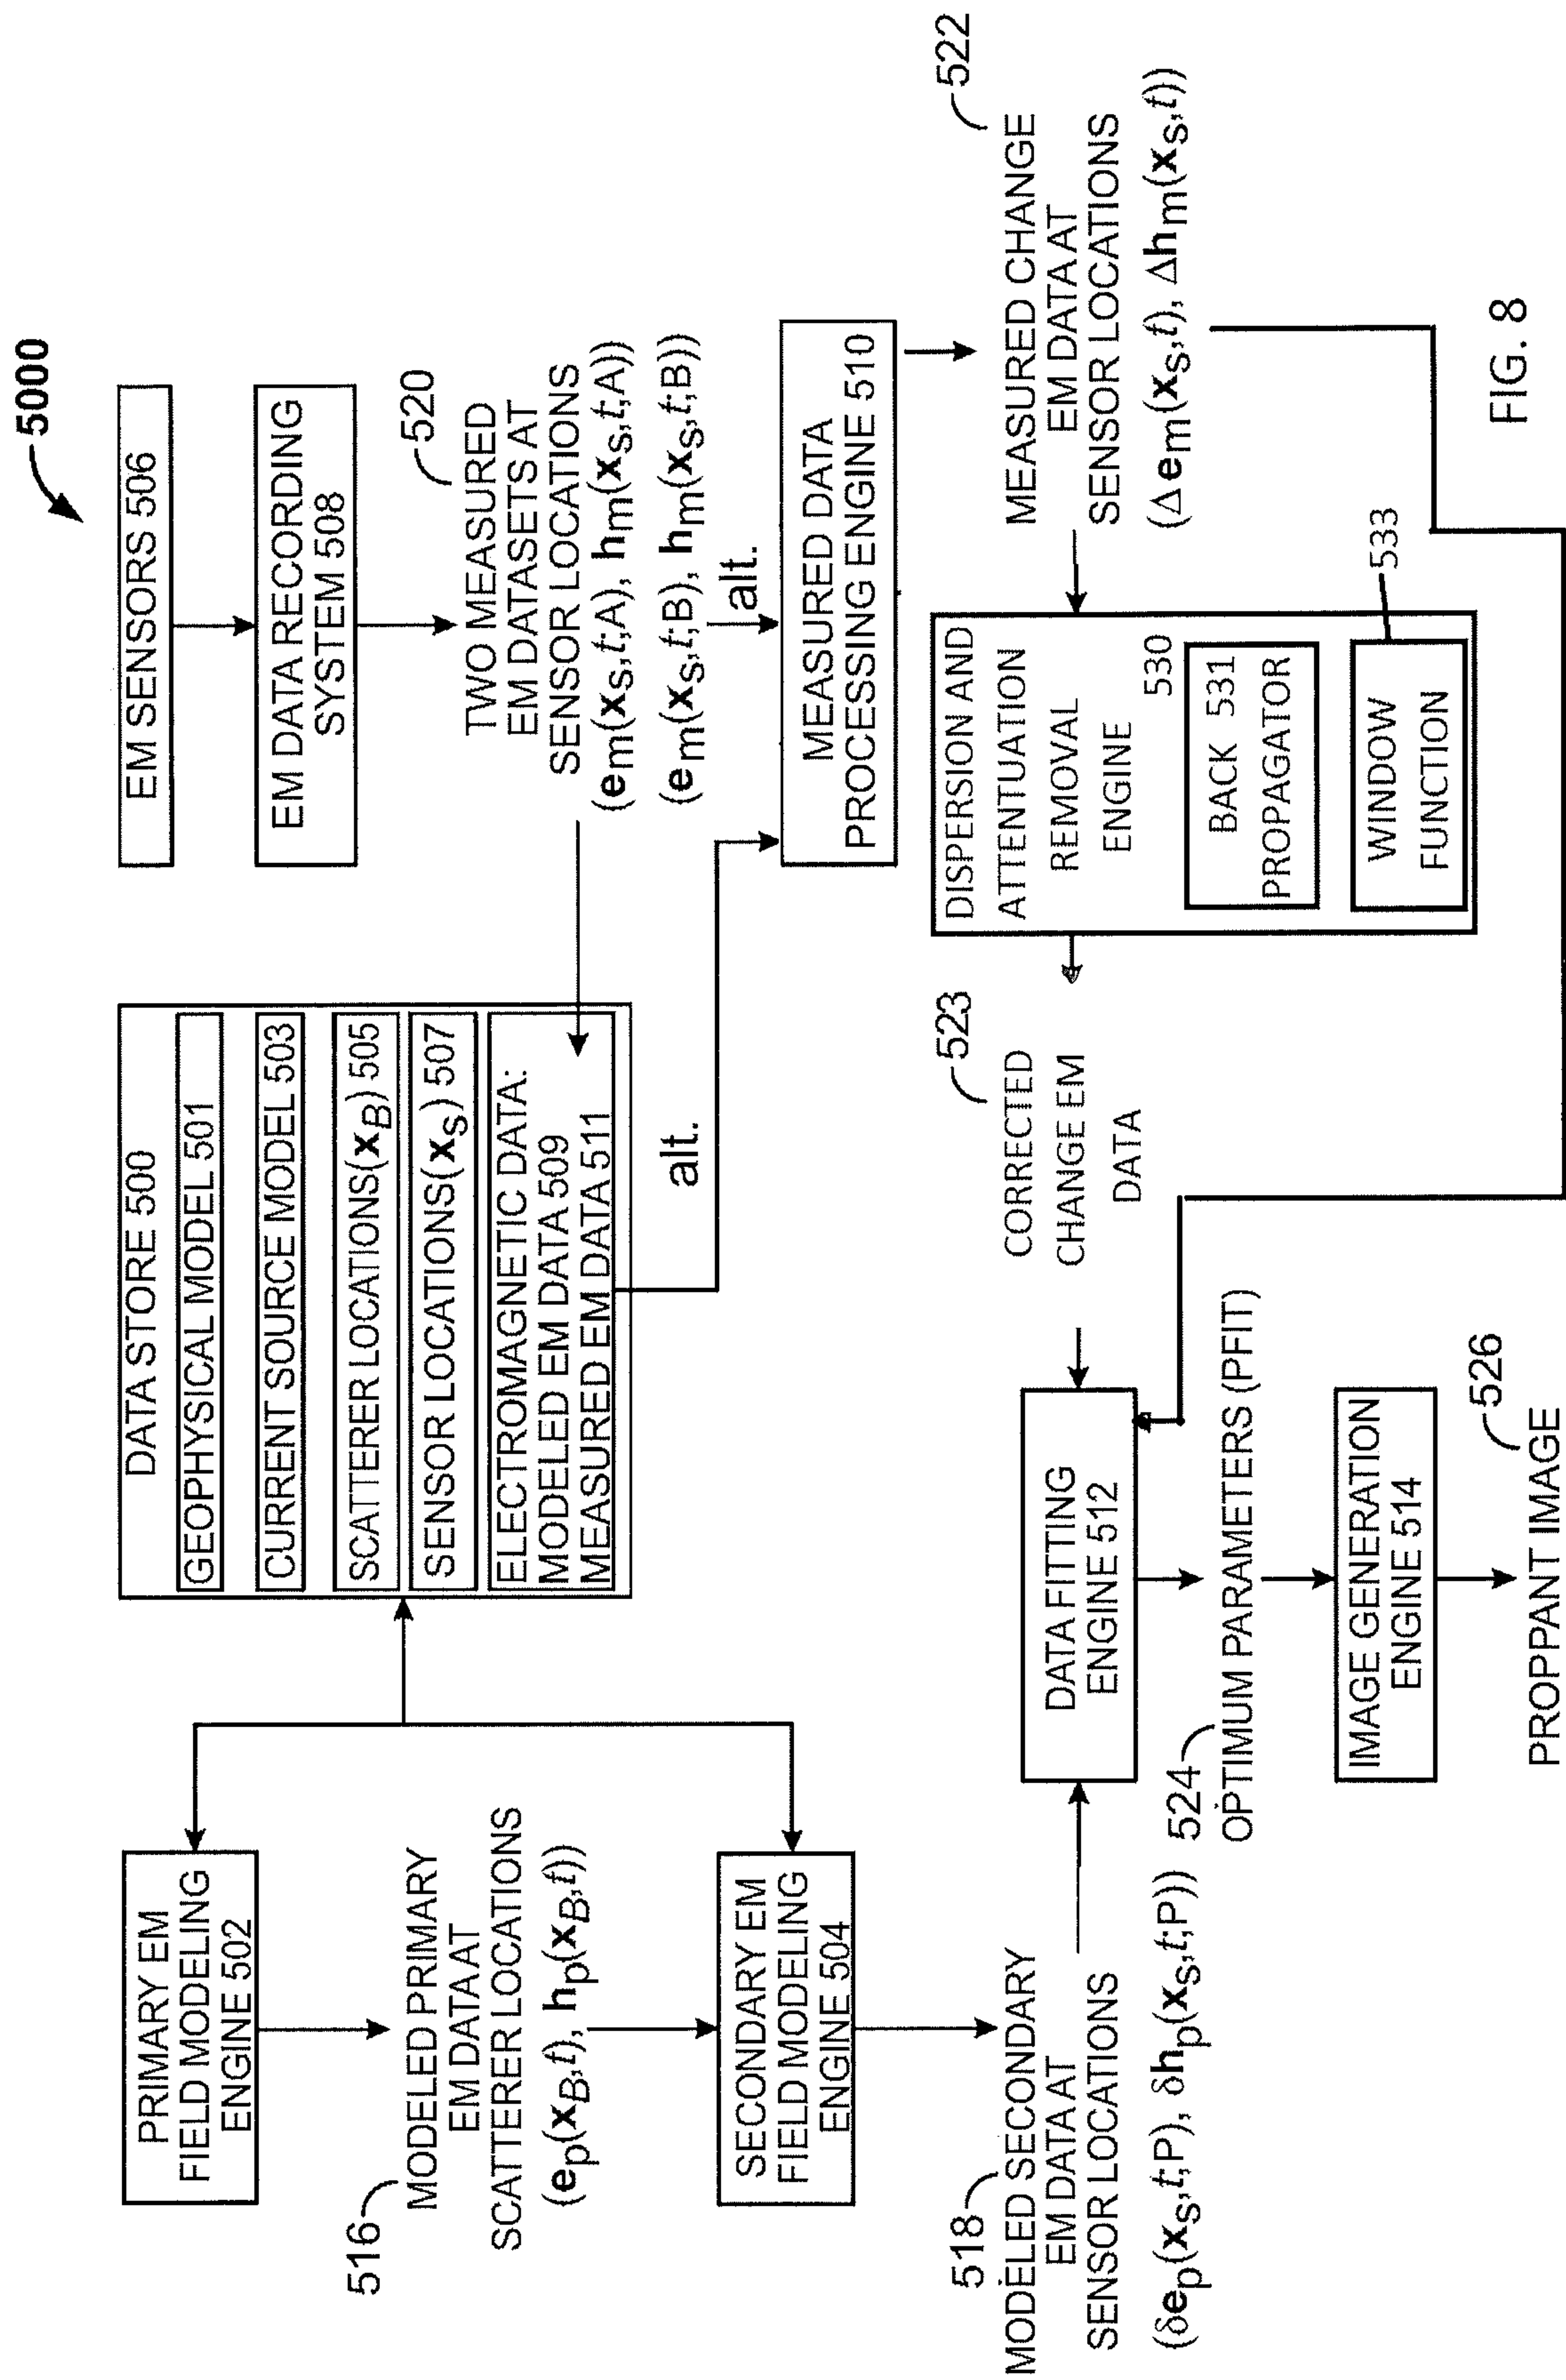 5000
PRIMARY EM
FIELD MODELING
ENGINE 502
516
MODELED PRIMARY
EM DATA AT
SCATTERER LOCATIONS
(ep(xB,t), hp(xB,t))
SECONDARY EM
FIELD MODELING
ENGINE 504
518
MODELED SECONDARY
EM DATA AT
SENSOR LOCATIONS
(δep(xs,t;P), δhp(xs,t;P))
DATA STORE 500
GEOPHYSICAL MODEL 501
CURRENT SOURCE MODEL 503
SCATTERER LOCATIONS(xB) 505
SENSOR LOCATIONS(xs) 507
ELECTROMAGNETIC DATA:
MODELED EM DATA 509
MEASURED EM DATA 511
alt.
EM SENSORS 506
EM DATA RECORDING
SYSTEM 508
520
TWO MEASURED
EM DATASETS AT
SENSOR LOCATIONS
(em(xs,t;A), hm(xs,t;A))
(em(xs,t;B), hm(xs,t;B))
alt.
MEASURED DATA
PROCESSING ENGINE 510
522
MEASURED CHANGE
EM DATA AT
SENSOR LOCATIONS
(Δem(xs,t), Δhm(xs,t))
DISPERSION AND
ATTENTUATION
REMOVAL
ENGINE
530
BACK 531
PROPAGATOR
WINDOW
FUNCTION
533
523
CORRECTED
CHANGE EM
DATA
DATA FITTING
ENGINE 512
524
OPTIMUM PARAMETERS (PFIT)
IMAGE GENERATION
ENGINE 514
526
PROPPANT IMAGE
FIG. 8